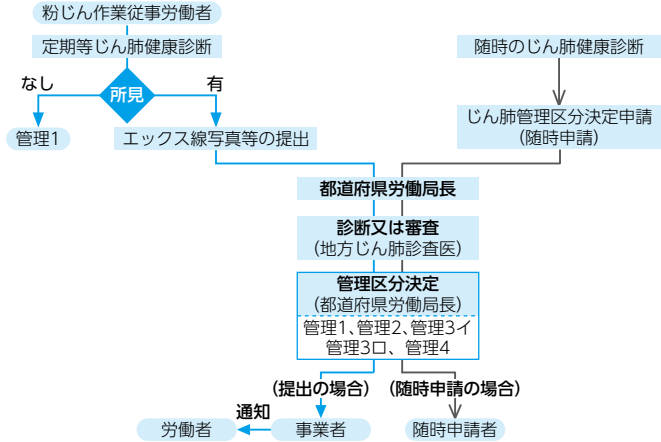 粉じん作業従事労働者
定期等じん肺健康診断
随時のじん肺健康診断
なし
所見
有
管理1
エックス線写真等の提出
じん肺管理区分決定申請
(随時申請)
都道府県労働局長
診断又は審査
(地方じん肺診査医)
管理区分決定
(都道府県労働局長)
管理1、管理2、管理3イ
管理3ロ、管理4
(提出の場合)
(随時申請の場合)
通知
労働者
事業者
随時申請者